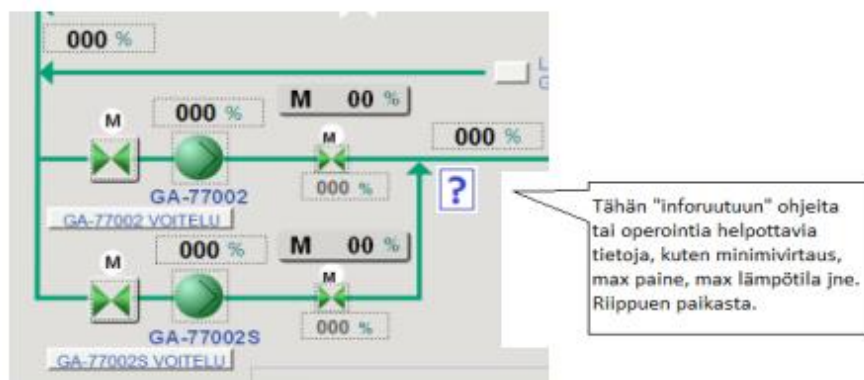 000 %
L
G
M 00 %
000 %
M
M
000 %
000 %
GA-77002
?
GA-77002 VOITELU
000 %
M 00 %
M
M
000 %
GA-77002S
GA-77002S VOITELU
Tähän "inforuutuun" ohjeita
tai operointia helpottavia
tietoja, kuten minimivirtaus,
max paine, max lämpötila jne.
Riippuen paikasta.